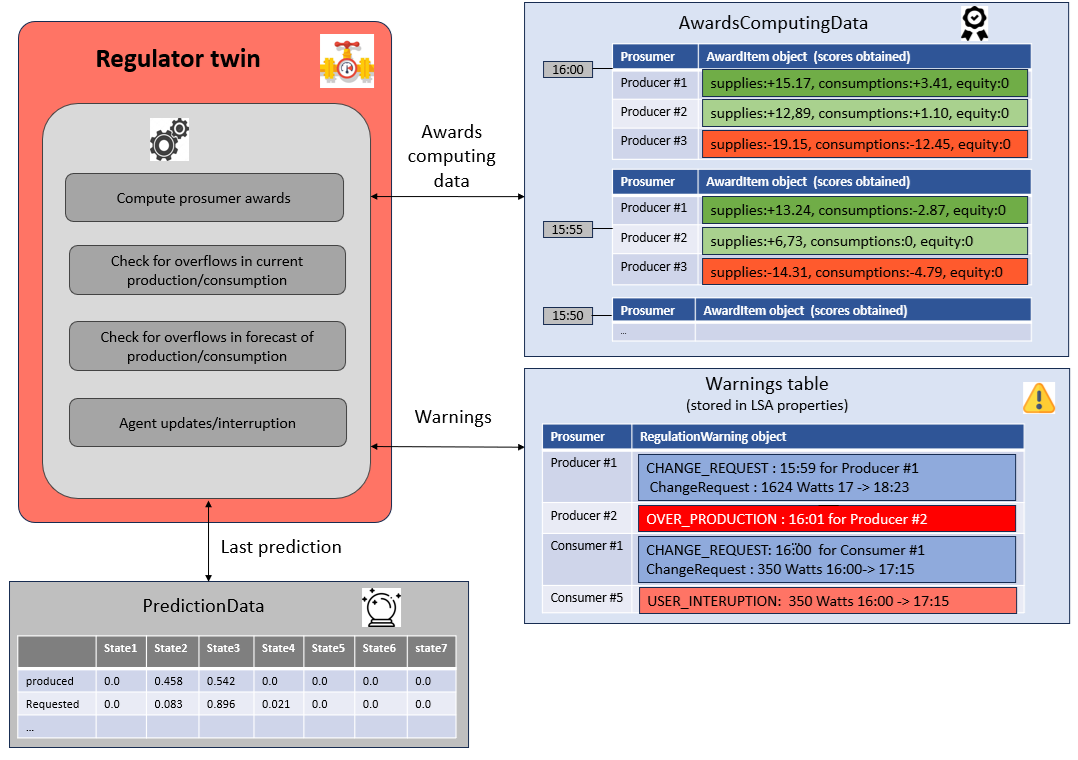 Regulator twin
Compute prosumer awards
Check for overflows in current
production/consumption
Check for overflows in forecast of
production/consumption
Agent updates/interruption
Awards
computing
data
Warnings
Last prediction
AwardsComputingData
16:00
Prosumer AwardItem object (scores obtained)
Producer #1 supplies:+15.17, consumptions:+3.41, equity:0
Producer #2 supplies:+12,89, consumptions:+1.10, equity:0
Producer #3 supplies:-19.15, consumptions:-12.45, equity:0
15:55
Prosumer AwardItem object (scores obtained)
Producer #1 supplies:+13.24, consumptions:-2.87, equity:0
Producer #2 supplies:+6,73, consumptions:0, equity:0
Producer #3 supplies:-14.31, consumptions:-4.79, equity:0
15:50
Prosumer AwardItem object (scores obtained)
...
Warnings table
(stored in LSA properties)
Prosumer RegulationWarning object
Producer #1 CHANGE_REQUEST : 15:59 for Producer #1
ChangeRequest : 1624 Watts 17 -> 18:23
Producer #2 OVER_PRODUCTION : 16:01 for Producer #2
Consumer #1 CHANGE_REQUEST: 16:00 for Consumer #1
ChangeRequest : 350 Watts 16:00-> 17:15
Consumer #5 USER_INTERUPTION: 350 Watts 16:00 -> 17:15
PredictionData
State1 State2 State3 State4 State5 State6 state7
produced 0.0 0.458 0.542 0.0 0.0 0.0 0.0
Requested 0.0 0.083 0.896 0.021 0.0 0.0 0.0
...